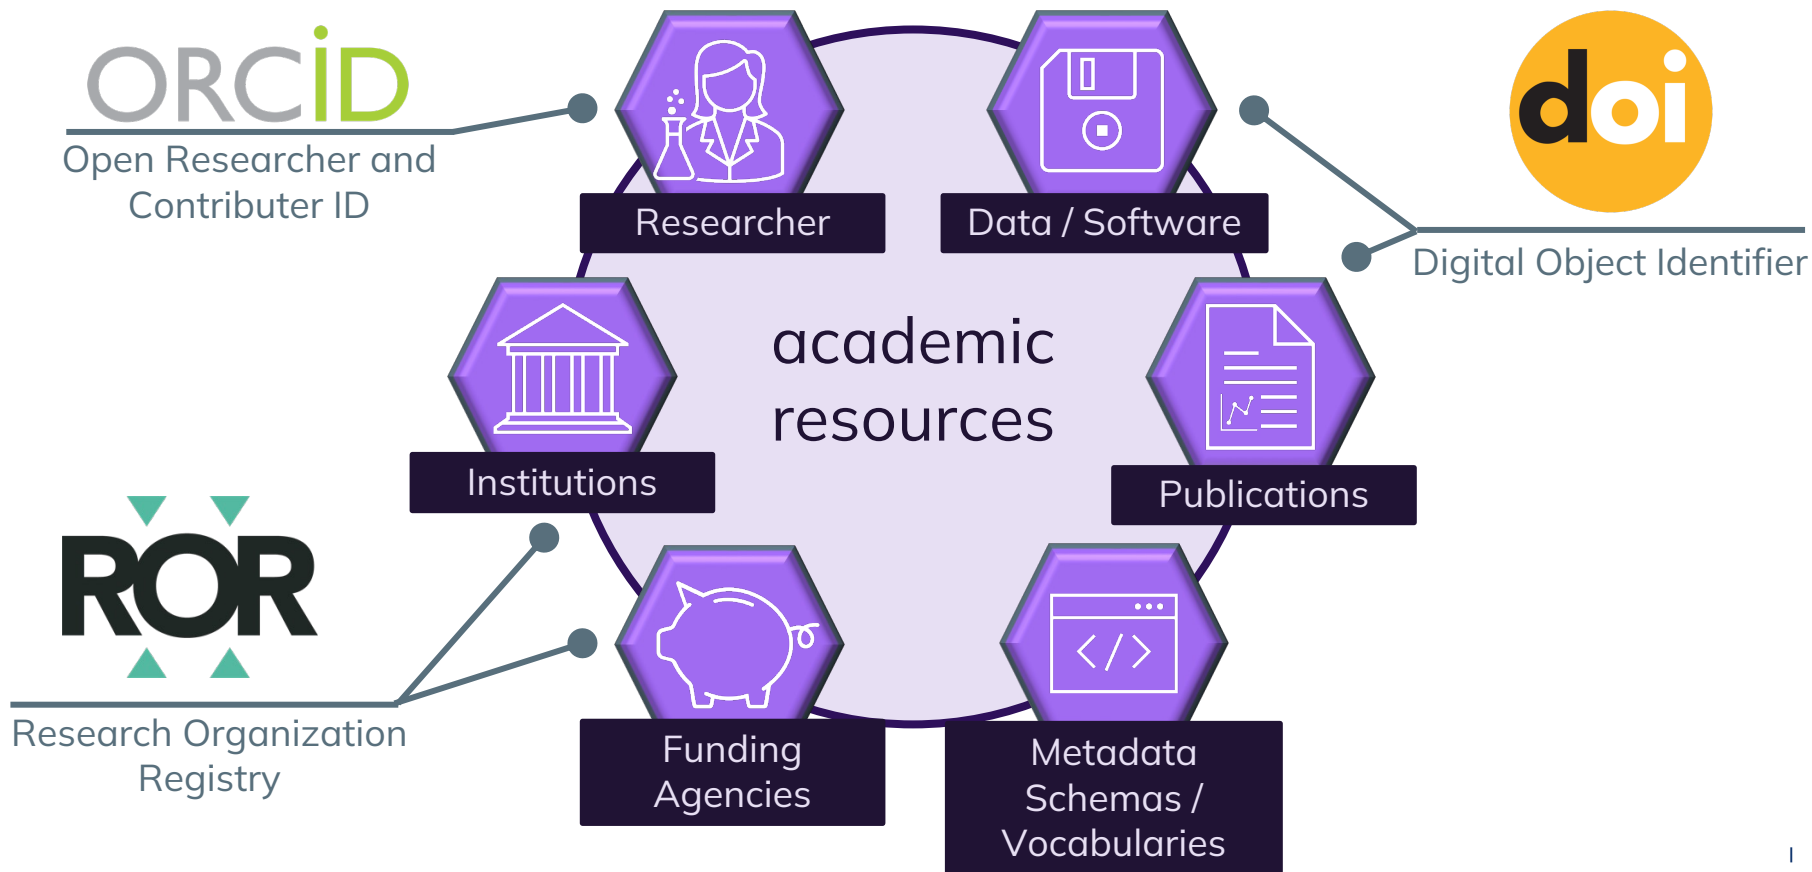 ORCiD
Open Researcher and
Contributer ID
Researcher
Data / Software
doi
Digital Object Identifier
academic
resources
Institutions
Publications
ROR
Research Organization
Registry
Funding
Agencies
</>
Metadata
Schemas /
Vocabularies
I